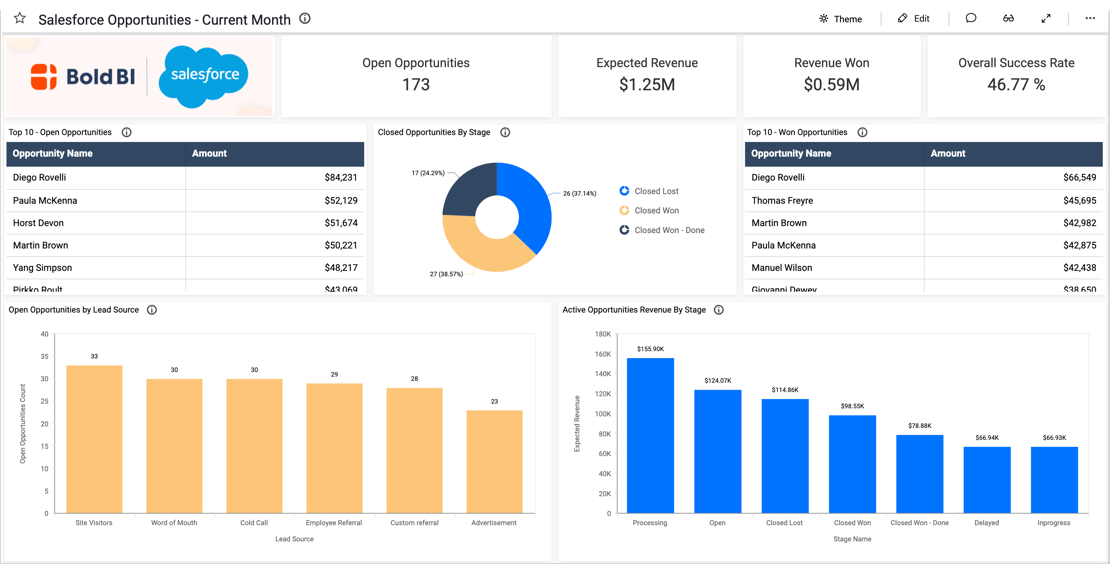 Salesforce Opportunities - Current Month
Theme
Edit
Bold BI
salesforce
Open Opportunities
173
Expected Revenue
$1.25M
Revenue Won
$0.59M
Overall Success Rate
46.77 %
Top 10 - Open Opportunities
Opportunity Name Amount
Diego Rovelli $84,231
Paula McKenna $52,129
Horst Devon $51,674
Martin Brown $50,221
Yang Simpson $48,217
Pirkko Roult $43,069
Closed Opportunities By Stage
17 (24.29%)
26 (37.14%)
27 (38.57%)
Closed Lost
Closed Won
Closed Won - Done
Top 10 - Won Opportunities
Opportunity Name Amount
Diego Rovelli $66,549
Thomas Freyre $45,695
Martin Brown $42,982
Paula McKenna $42,875
Manuel Wilson $42,438
Giovanni Dewey $38,650
Open Opportunities by Lead Source
Open Opportunities Count
40
35
30
25
20
15
10
5
0
33
30
30
29
28
23
Site Visitors
Word of Mouth
Cold Call
Employee Referral
Custom referral
Advertisement
Lead Source
Active Opportunities Revenue By Stage
Expected Revenue
180K
160K
140K
120K
100K
80K
60K
40K
20K
0
$155.90K
$124.07K
$114.86K
$98.55K
$78.88K
$66.94K
$66.93K
Processing
Open
Closed Lost
Closed Won
Closed Won - Done
Delayed
Inprogress
Stage Name